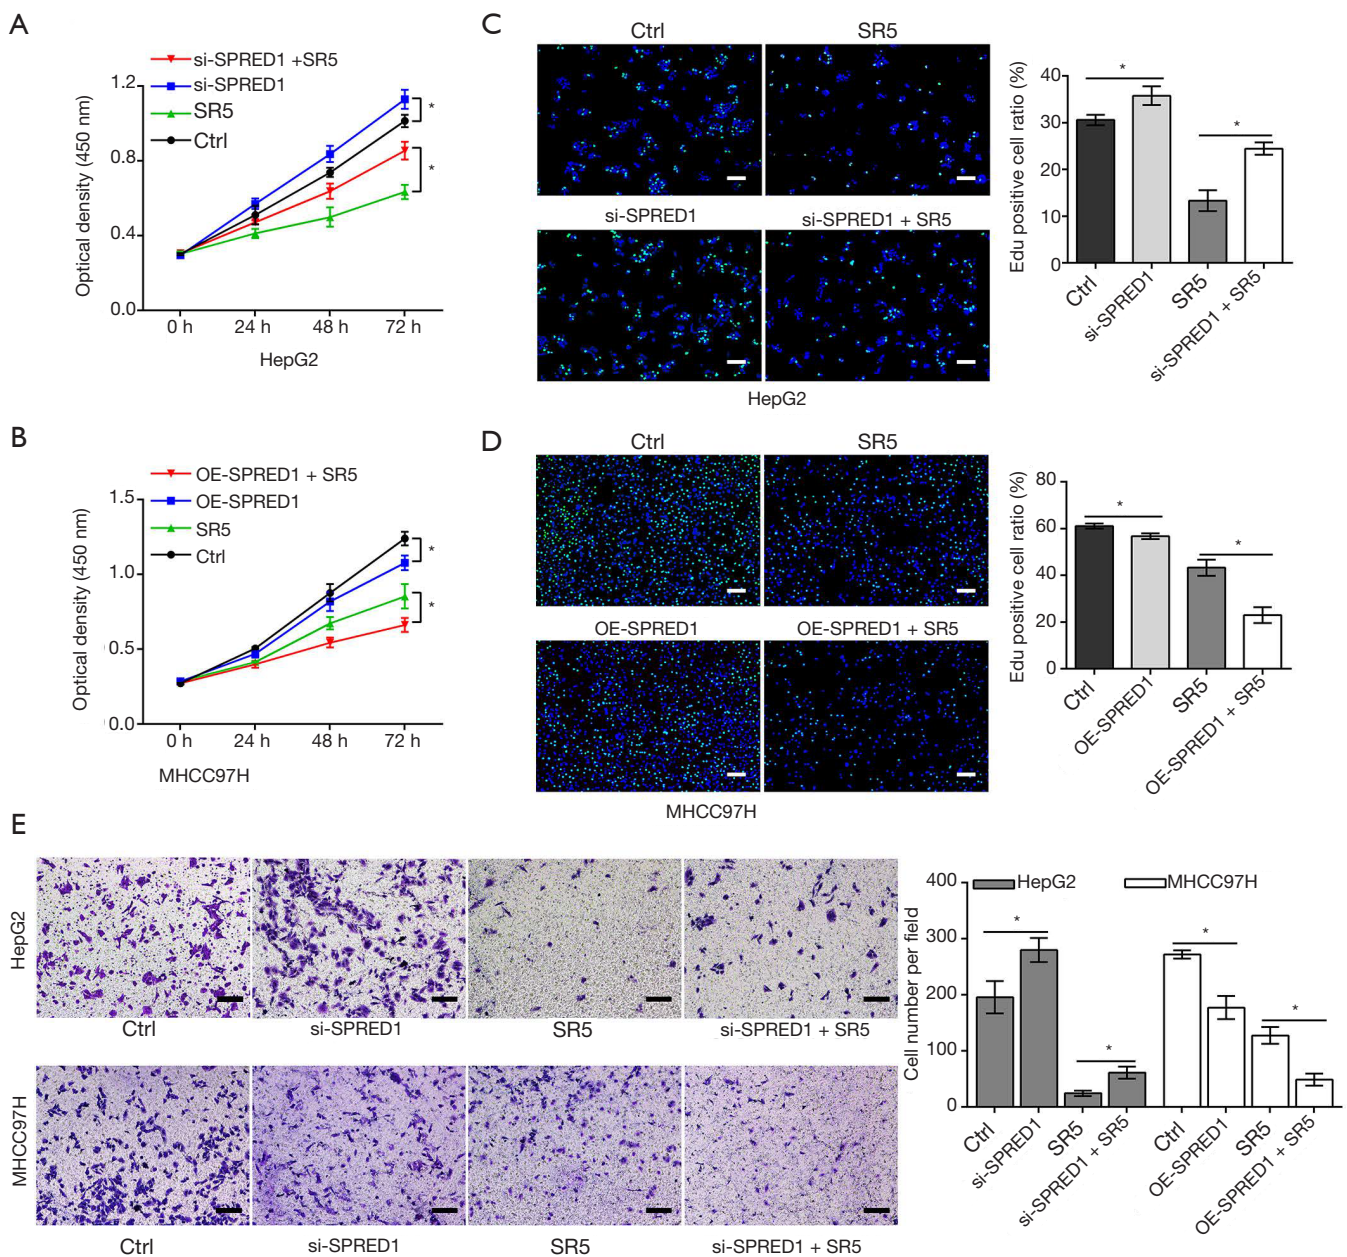 A
si-SPRED1 +SR5
si-SPRED1
SR5
Ctrl
Optical density (450 nm)
1.2
0.8
0.4
0.0
0 h 24 h 48 h 72 h
*
*
HepG2
B
OE-SPRED1 + SR5
OE-SPRED1
SR5
Ctrl
Optical density (450 nm)
1.5
1.0
0.5
0.0
0 h 24 h 48 h 72 h
*
*
MHCC97H
C
Ctrl SR5
si-SPRED1 si-SPRED1 + SR5
HepG2
Edu positive cell ratio (%)
40
30
20
10
0
*
*
Ctrl
si-SPRED1
SR5
si-SPRED1 + SR5
D
Ctrl SR5
OE-SPRED1 OE-SPRED1 + SR5
MHCC97H
Edu positive cell ratio (%)
80
60
40
20
0
*
*
Ctrl
OE-SPRED1
SR5
OE-SPRED1 + SR5
E
HepG2
Ctrl si-SPRED1 SR5 si-SPRED1 + SR5
MHCC97H
Ctrl si-SPRED1 SR5 si-SPRED1 + SR5
HepG2 MHCC97H
Cell number per field
400
300
200
100
0
*
*
*
*
Ctrl
si-SPRED1
SR5
si-SPRED1 + SR5
Ctrl
OE-SPRED1
SR5
OE-SPRED1 + SR5